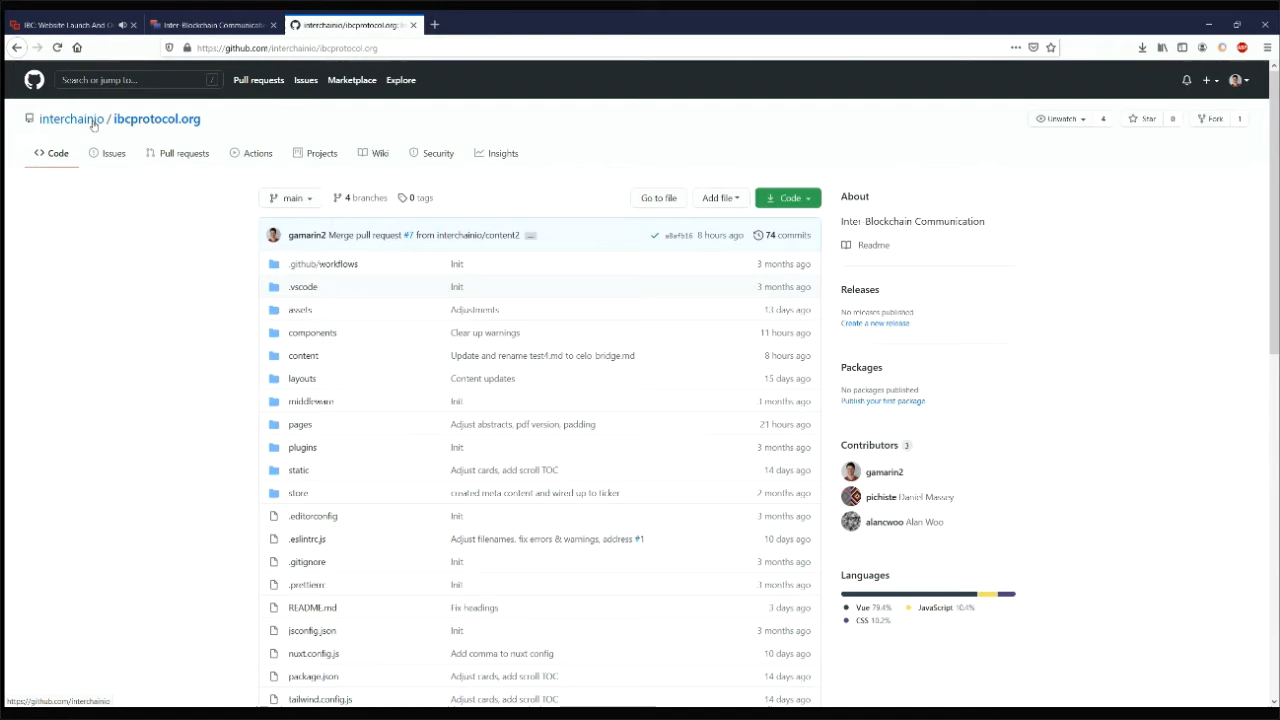 IBC: Website Launch And O
Inter-Blockchain Communicatio
interchainio/ibcprotocol.org: I
https://github.com/interchainio/ibcprotocol.org
Search or jump to... /
Pull requests Issues Marketplace Explore
interchainio / ibcprotocol.org
Unwatch 4 Star 0 Fork 1
Code Issues Pull requests Actions Projects Wiki Security Insights
main 4 branches 0 tags Go to file Add file Code
gamarin2 Merge pull request #7 from interchainio/content2 ... a8afb16 8 hours ago 74 commits
.github/workflows Init 3 months ago
.vscode Init 3 months ago
assets Adjustments 13 days ago
components Clear up warnings 11 hours ago
content Update and rename test4.md to celo-bridge.md 8 hours ago
layouts Content updates 15 days ago
middleware Init 3 months ago
pages Adjust abstracts, pdf version, padding 21 hours ago
plugins Init 3 months ago
static Adjust cards, add scroll TOC 14 days ago
store created meta content and wired up to ticker 2 months ago
.editorconfig Init 3 months ago
.eslintrc.js Adjust filenames, fix errors & warnings, address #1 10 days ago
.gitignore Init 3 months ago
.prettierrc Init 3 months ago
README.md Fix headings 3 days ago
jsconfig.json Init 3 months ago
nuxt.config.js Add comma to nuxt config 10 days ago
package.json Adjust cards, add scroll TOC 14 days ago
tailwind.config.js Adjust cards, add scroll TOC 14 days ago
About
Inter-Blockchain Communication
Readme
Releases
No releases published
Create a new release
Packages
No packages published
Publish your first package
Contributors 3
gamarin2
pichiste Daniel Massey
alancwoo Alan Woo
Languages
Vue 79.4% JavaScript 10.4%
CSS 10.2%
https://github.com/interchainio